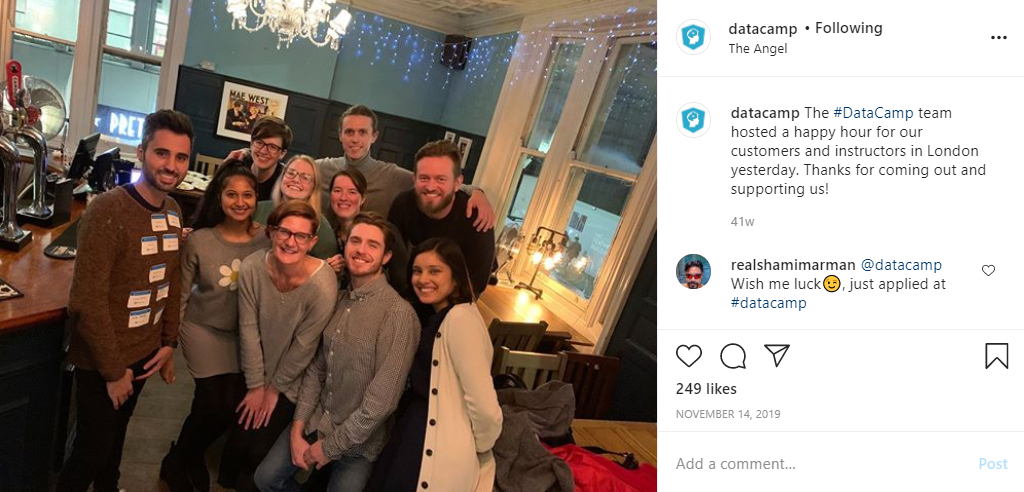 MAE WEST
PRET
datacamp • Following
The Angel
datacamp The #DataCamp team
hosted a happy hour for our
customers and instructors in London
yesterday. Thanks for coming out and
supporting us!
41w
realshamimarman @datacamp
Wish me luck😉, just applied at
#datacamp
249 likes
NOVEMBER 14, 2019
Add a comment...
Post